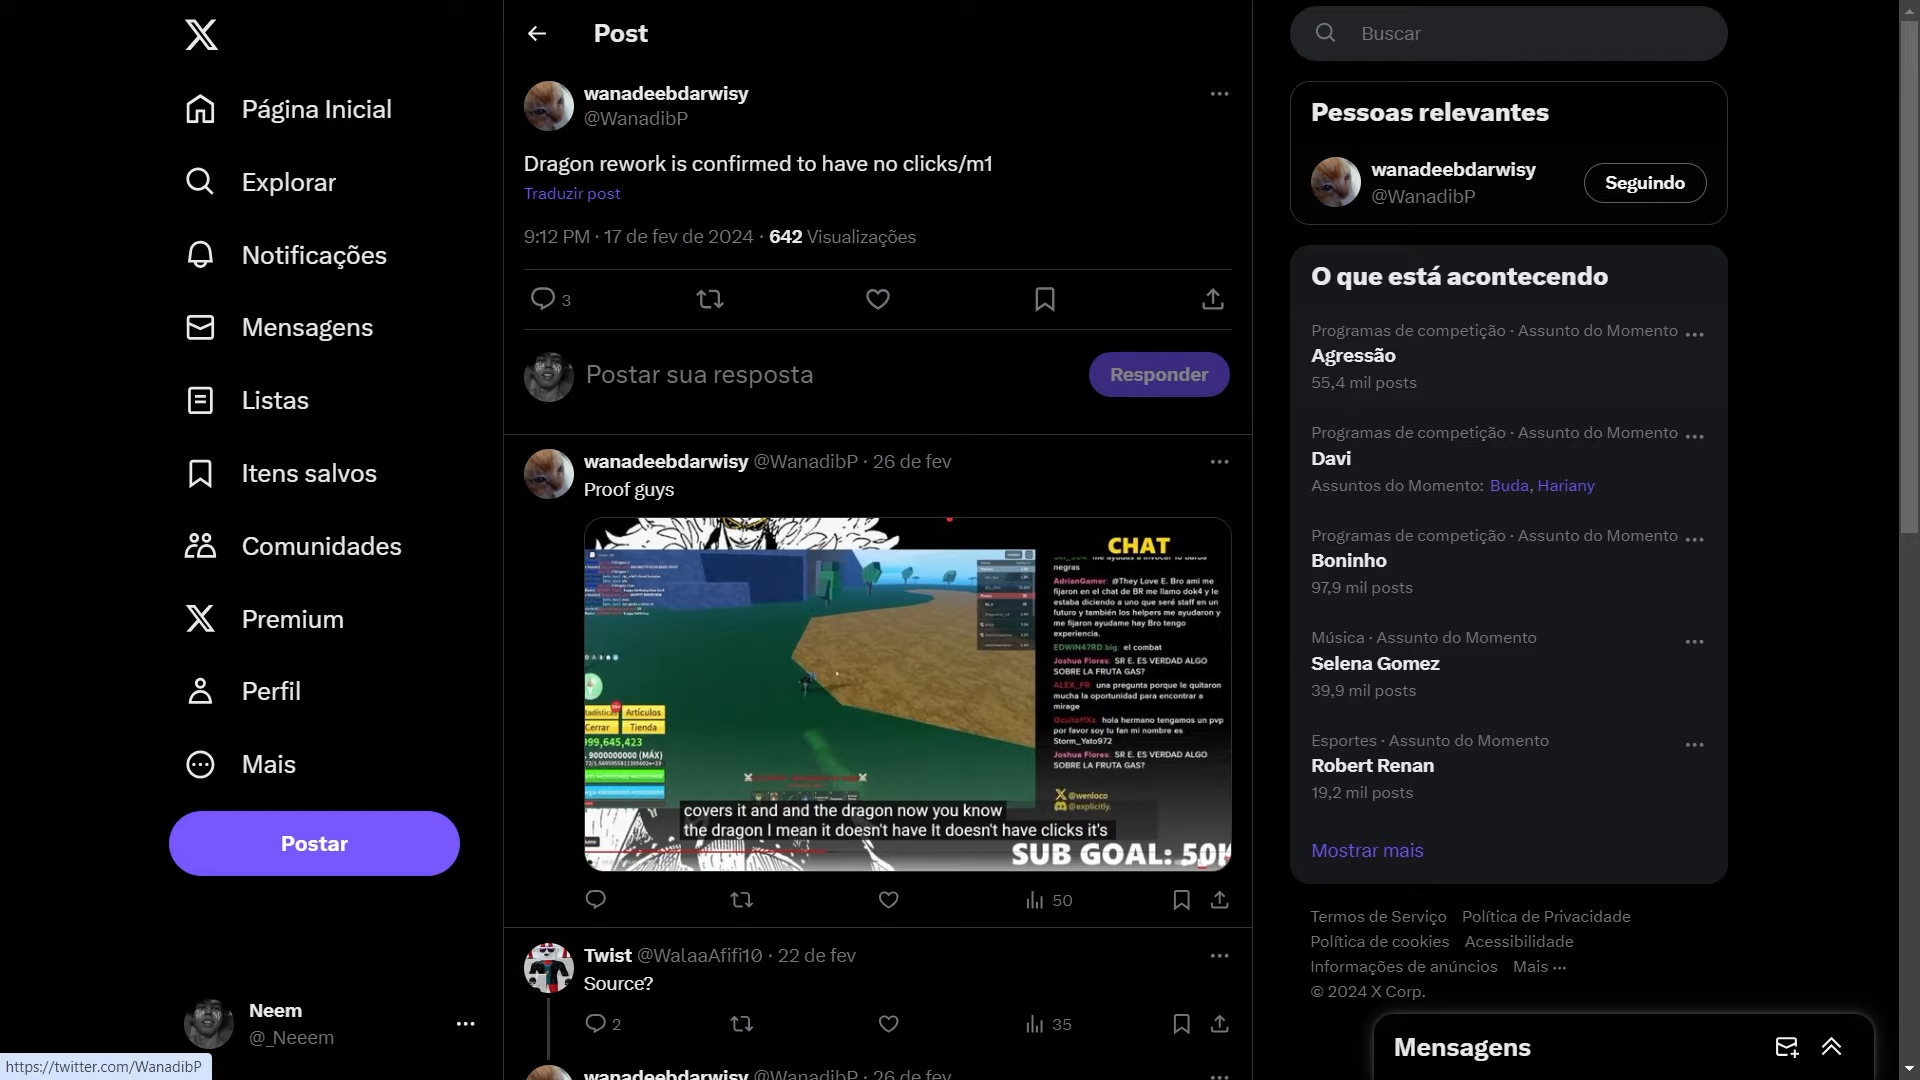 Post
Buscar
wanadeebdarwisy
@WanadibP
Dragon rework is confirmed to have no clicks/m1
Traduzir post
9:12 PM · 17 de fev de 2024 · 642 Visualizações
3
Postar sua resposta
Responder
wanadeebdarwisy @WanadibP · 26 de fev
Proof guys
CHAT
negras
AdrianGamer: @They Love E. Bro ami me
fijaron en el chat de BR me llamo dok4 y le
estaba diciendo a uno que seré staff en un
futuro y también los helpers me ayudaron y
me fijaron ayudame hay Bro tengo
experiencia.
EDWIN47RD big el combat
Joshua Flores: SR E. ES VERDAD ALGO
SOBRE LA FRUTA GAS?
ALEX_FR una pregunta porque le quitaron
mucha la oportunidad para encontrar a
mirage
hola hermano tengamos un pvp
por favor soy tu fan mi nombre es
Storm_Yato972
Joshua Flores: SR E. ES VERDAD ALGO
SOBRE LA FRUTA GAS?
@wenloco
@explicitly.
Artículos
Cerrar
Tienda
999,645,423
(MÁX)
covers it and and the dragon now you know
the dragon I mean it doesn't have It doesn't have clicks it's
SUB GOAL: 50K
50
Twist @WalaaAfifi10 · 22 de fev
Source?
2
35
wanadeebdarwisy @WanadibP · 26 de fev
Página Inicial
Explorar
Notificações
Mensagens
Listas
Itens salvos
Comunidades
Premium
Perfil
Mais
Postar
Neem
@_Neeem
https://twitter.com/WanadibP
Pessoas relevantes
wanadeebdarwisy
@WanadibP
Seguindo
O que está acontecendo
Programas de competição · Assunto do Momento
Agressão
55,4 mil posts
Programas de competição · Assunto do Momento
Davi
Assuntos do Momento: Buda, Hariany
Programas de competição · Assunto do Momento
Boninho
97,9 mil posts
Música · Assunto do Momento
Selena Gomez
39,9 mil posts
Esportes · Assunto do Momento
Robert Renan
19,2 mil posts
Mostrar mais
Termos de Serviço Política de Privacidade
Política de cookies Acessibilidade
Informações de anúncios Mais
© 2024 X Corp.
Mensagens